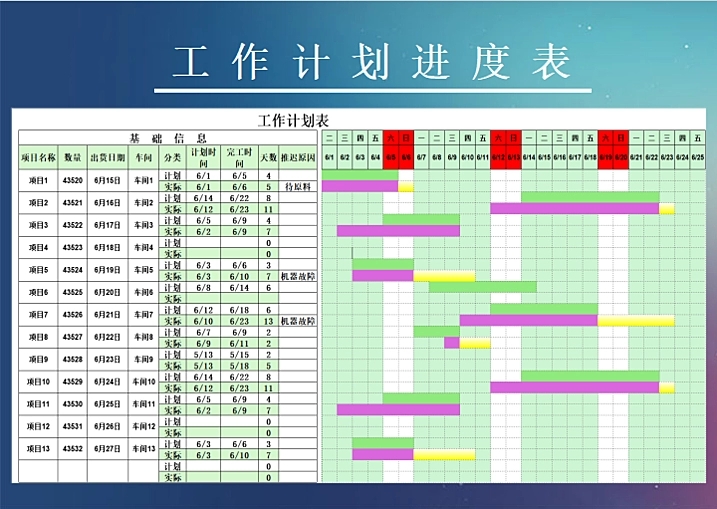 工作计划进度表
工作计划表
基础信息 二 三 四 五 六 日 一 二 三 四 五 六 日 一 二 三 四 五 六 日 一 二 三 四 五
项目名称 数量 出货日期 车间 分类 计划时间 完工时间 天数 推迟原因 6/1 6/2 6/3 6/4 6/5 6/6 6/7 6/8 6/9 6/10 6/11 6/12 6/13 6/14 6/15 6/16 6/17 6/18 6/19 6/20 6/21 6/22 6/23 6/24 6/25
项目1 43520 6月15日 车间1 计划 6/1 6/5 4
实际 6/1 6/6 5 待原料
项目2 43521 6月16日 车间2 计划 6/14 6/22 8
实际 6/12 6/23 11
项目3 43522 6月17日 车间3 计划 6/5 6/9 4
实际 6/2 6/9 7
项目4 43523 6月18日 车间4 计划 0
实际 0
项目5 43524 6月19日 车间5 计划 6/3 6/6 3
实际 6/3 6/10 7 机器故障
项目6 43525 6月20日 车间6 计划 6/8 6/14 6
实际
项目7 43526 6月21日 车间7 计划 6/12 6/18 6
实际 6/10 6/23 13 机器故障
项目8 43527 6月22日 车间8 计划 6/7 6/9 2
实际 6/9 6/11 2
项目9 43528 6月23日 车间9 计划 5/13 5/15 2
实际 5/13 5/18 5
项目10 43529 6月24日 车间10 计划 6/14 6/22 8
实际 6/12 6/23 11
项目11 43530 6月25日 车间11 计划 6/5 6/9 4
实际 6/2 6/9 7
项目12 43531 6月26日 车间12 计划 0
实际 0
项目13 43532 6月27日 车间13 计划 6/3 6/6 3
实际 6/3 6/10 7
计划 0
实际 0